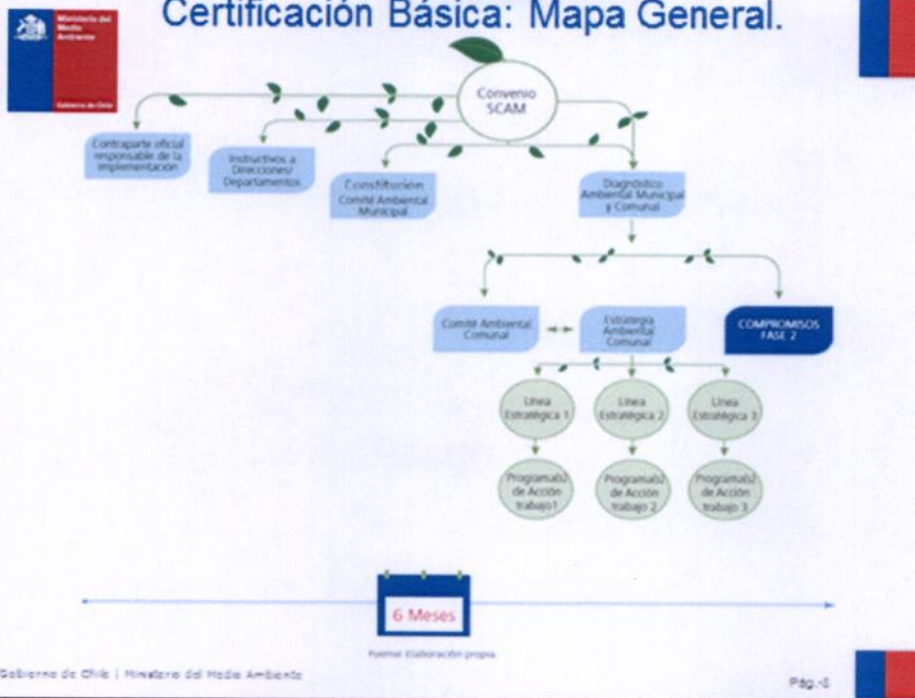 Certificación Básica: Mapa General.
Ministerio del
Medio
Ambiente
Gobierno de Chile
Convenio
SCAM
Contraparte oficial
responsable de la
implementación
Instructivos a
Direcciones/
Departamentos
Constitución
Comité Ambiental
Municipal
Diagnóstico
Ambiental Municipal
y Comunal
Comité Ambiental
Comunal
Estrategia
Ambiental
Comunal
COMPROMISOS
FASE 2
Línea
Estratégica 1
Línea
Estratégica 2
Línea
Estratégica 3
de Acción
trabajo1
de Acción
trabajo 2
de Acción
trabajo 3
6 Meses
Fuente: Elaboración propia.
Gobierno de Chile | Ministerio del Medio Ambiente